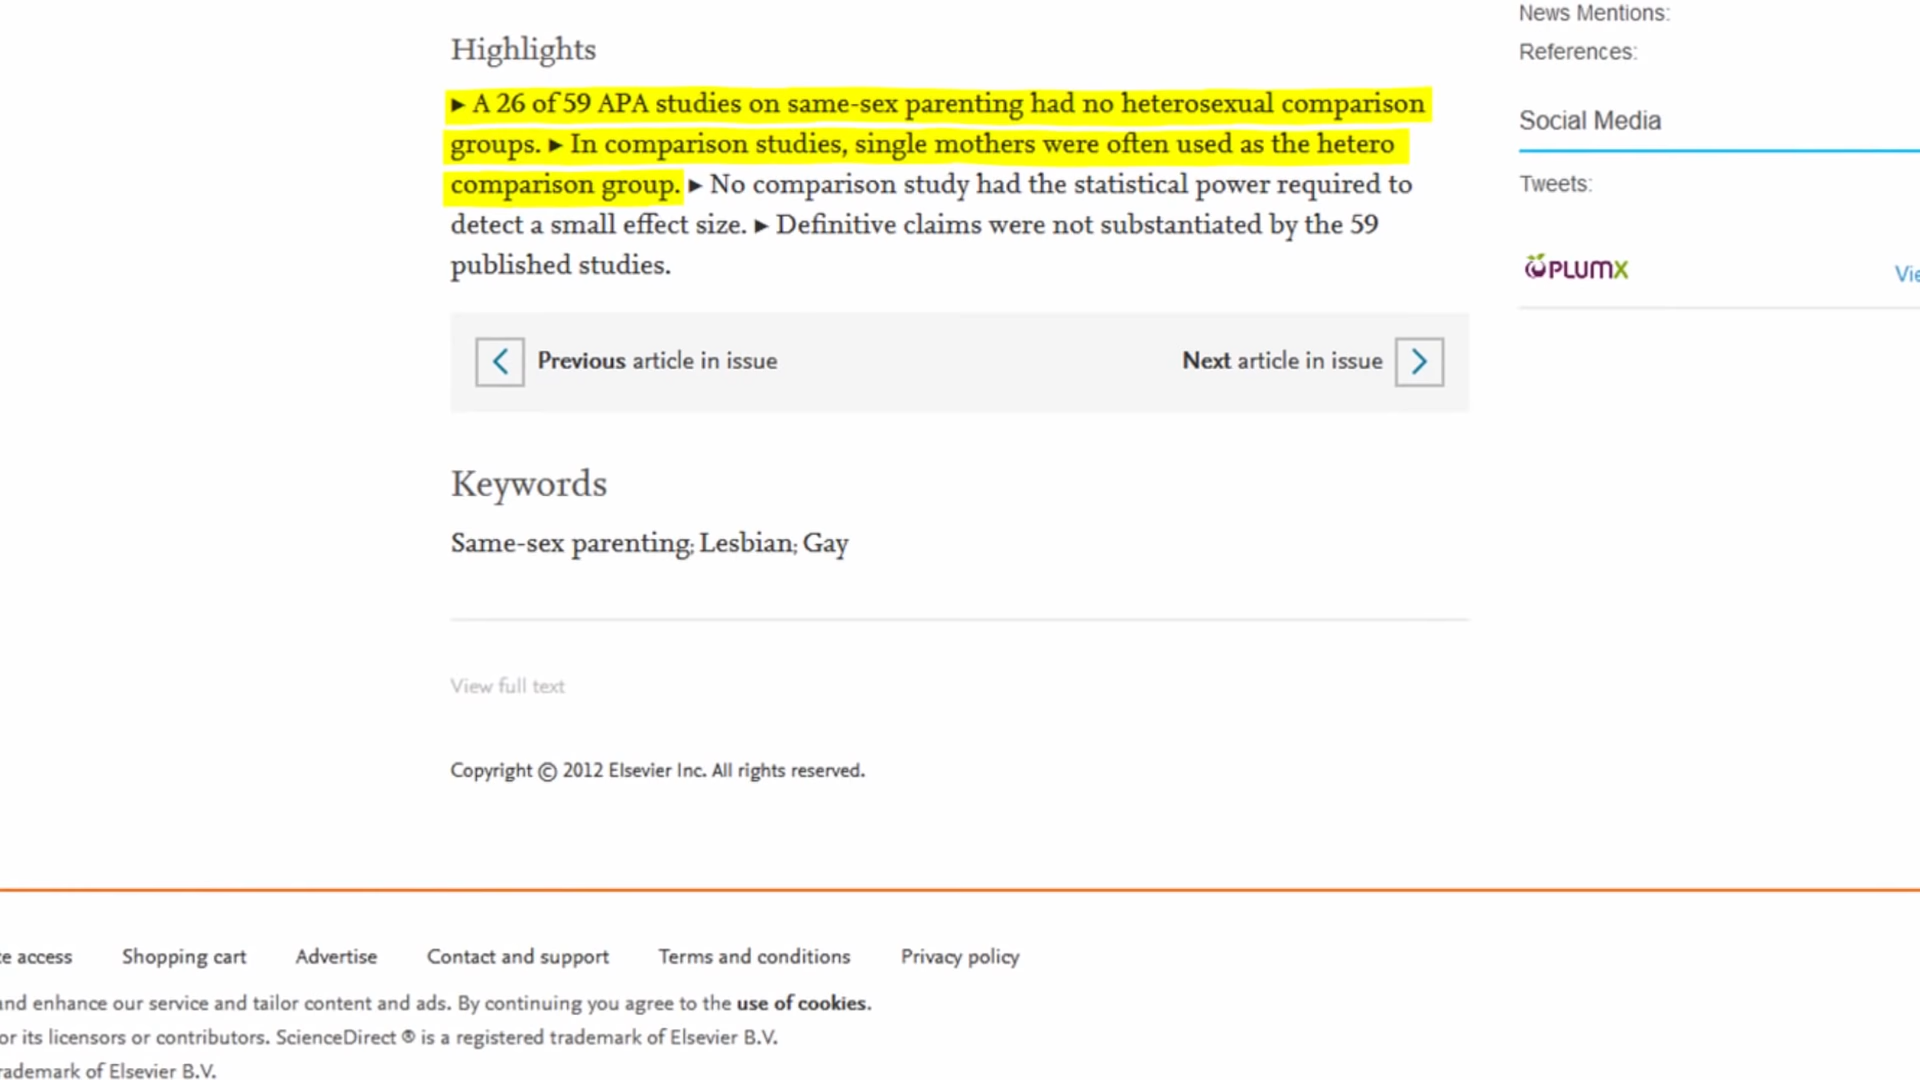 Highlights
▸ A 26 of 59 APA studies on same-sex parenting had no heterosexual comparison
groups. ▸ In comparison studies, single mothers were often used as the hetero
comparison group. ▸ No comparison study had the statistical power required to
detect a small effect size. ▸ Definitive claims were not substantiated by the 59
published studies.
Previous article in issue
Next article in issue
Keywords
Same-sex parenting; Lesbian; Gay
View full text
Copyright © 2012 Elsevier Inc. All rights reserved.
News Mentions:
References:
Social Media
Tweets:
PLUMX
access Shopping cart Advertise Contact and support Terms and conditions Privacy policy
and enhance our service and tailor content and ads. By continuing you agree to the use of cookies.
or its licensors or contributors. ScienceDirect ® is a registered trademark of Elsevier B.V.
rademark of Elsevier B.V.